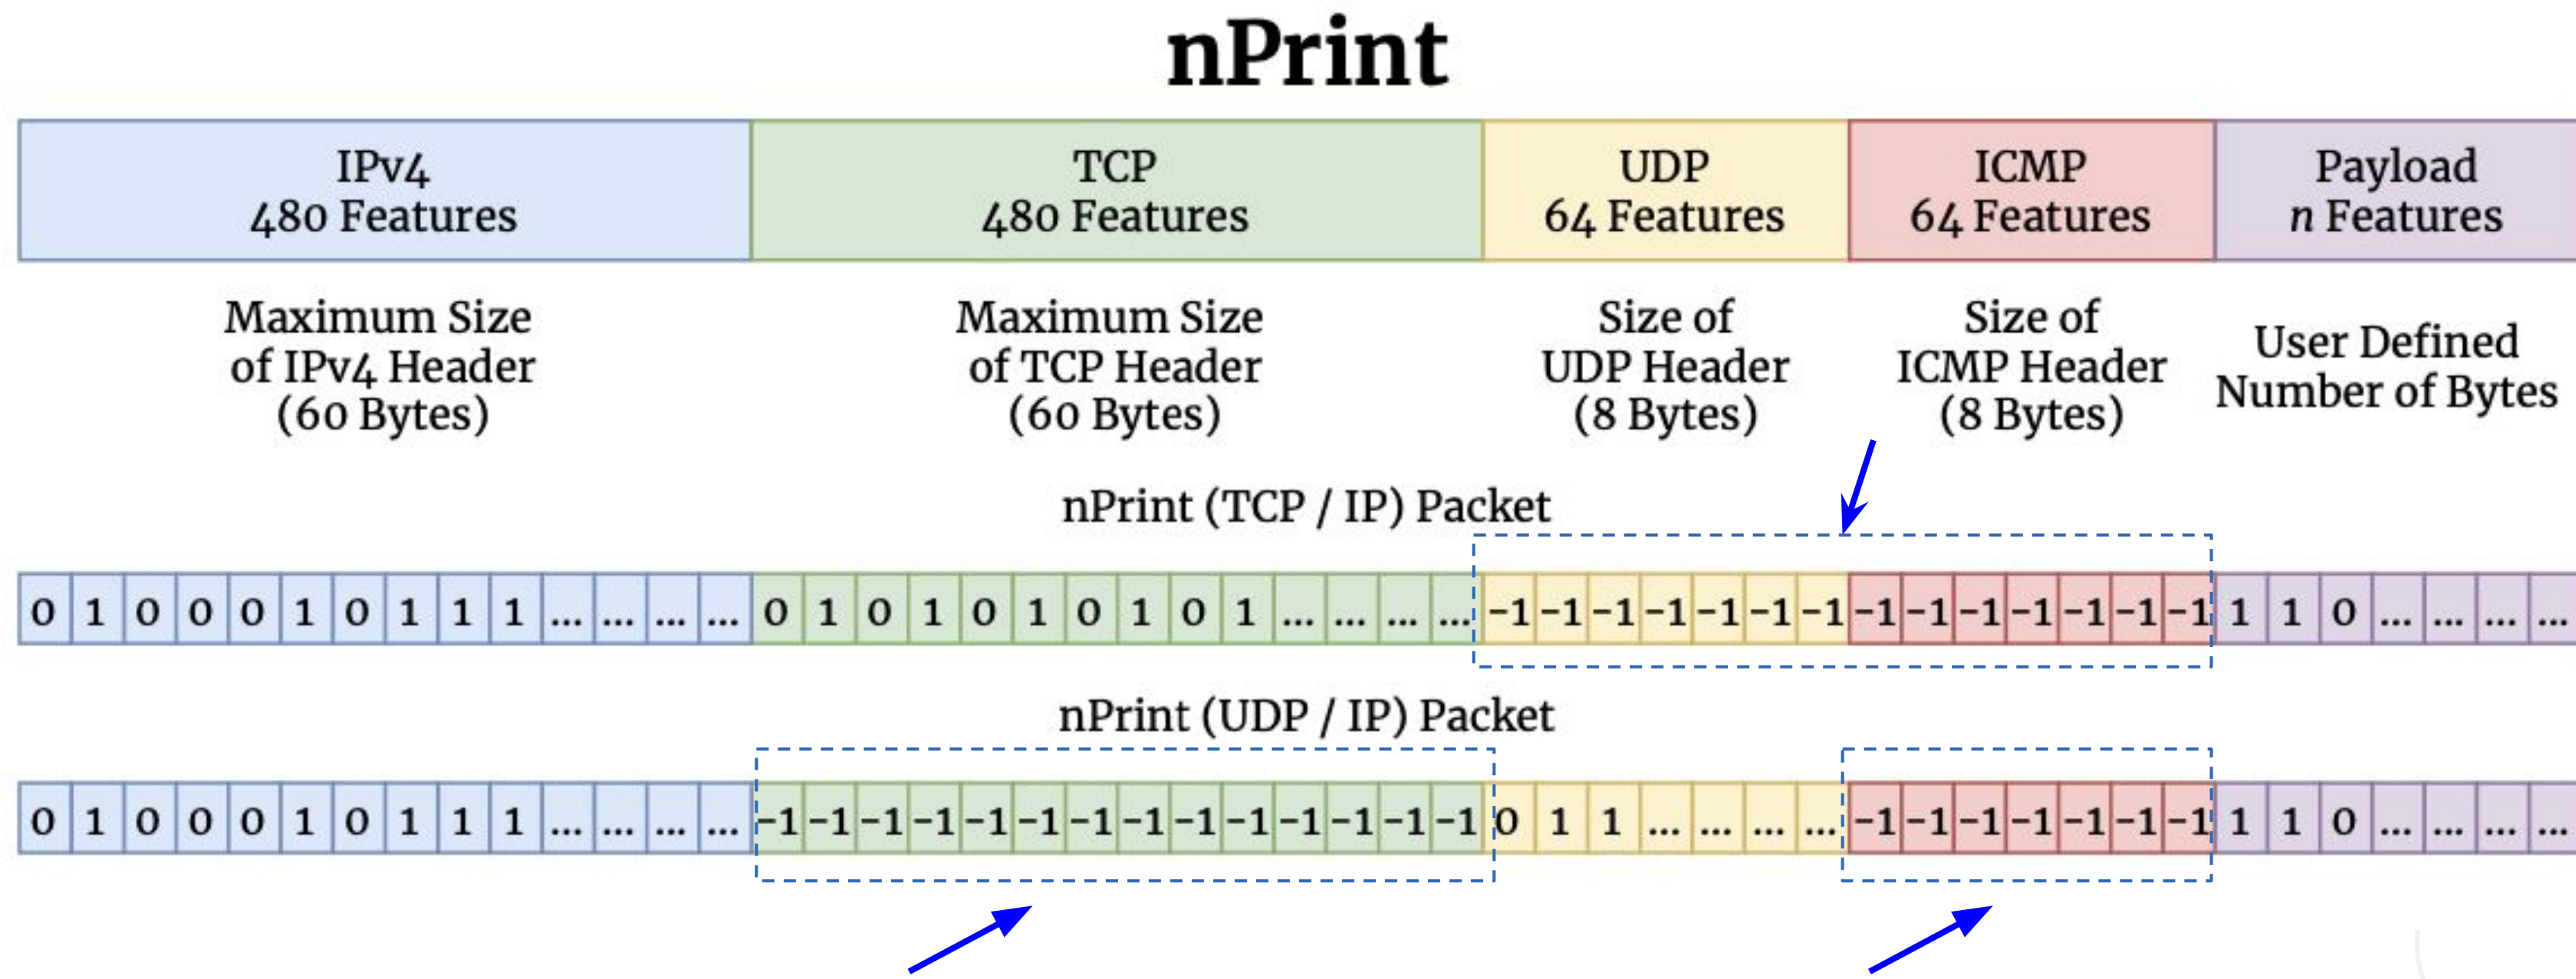 nPrint
IPv4
480 Features
TCP
480 Features
UDP
64 Features
ICMP
64 Features
Payload
n Features
Maximum Size
of IPv4 Header
(60 Bytes)
Maximum Size
of TCP Header
(60 Bytes)
Size of
UDP Header
(8 Bytes)
Size of
ICMP Header
(8 Bytes)
User Defined
Number of Bytes
nPrint (TCP / IP) Packet
0 1 0 0 0 1 0 1 1 1 ... ... ... ... 0 1 0 1 0 1 0 1 0 1 ... ... ... ... -1 -1 -1 -1 -1 -1 -1 -1 -1 -1 -1 -1 -1 -1 1 1 0 ... ... ... ...
nPrint (UDP / IP) Packet
0 1 0 0 0 1 0 1 1 1 ... ... ... ... -1 -1 -1 -1 -1 -1 -1 -1 -1 -1 -1 -1 -1 -1 0 1 1 ... ... ... ... -1 -1 -1 -1 -1 -1 -1 1 1 0 ... ... ... ...